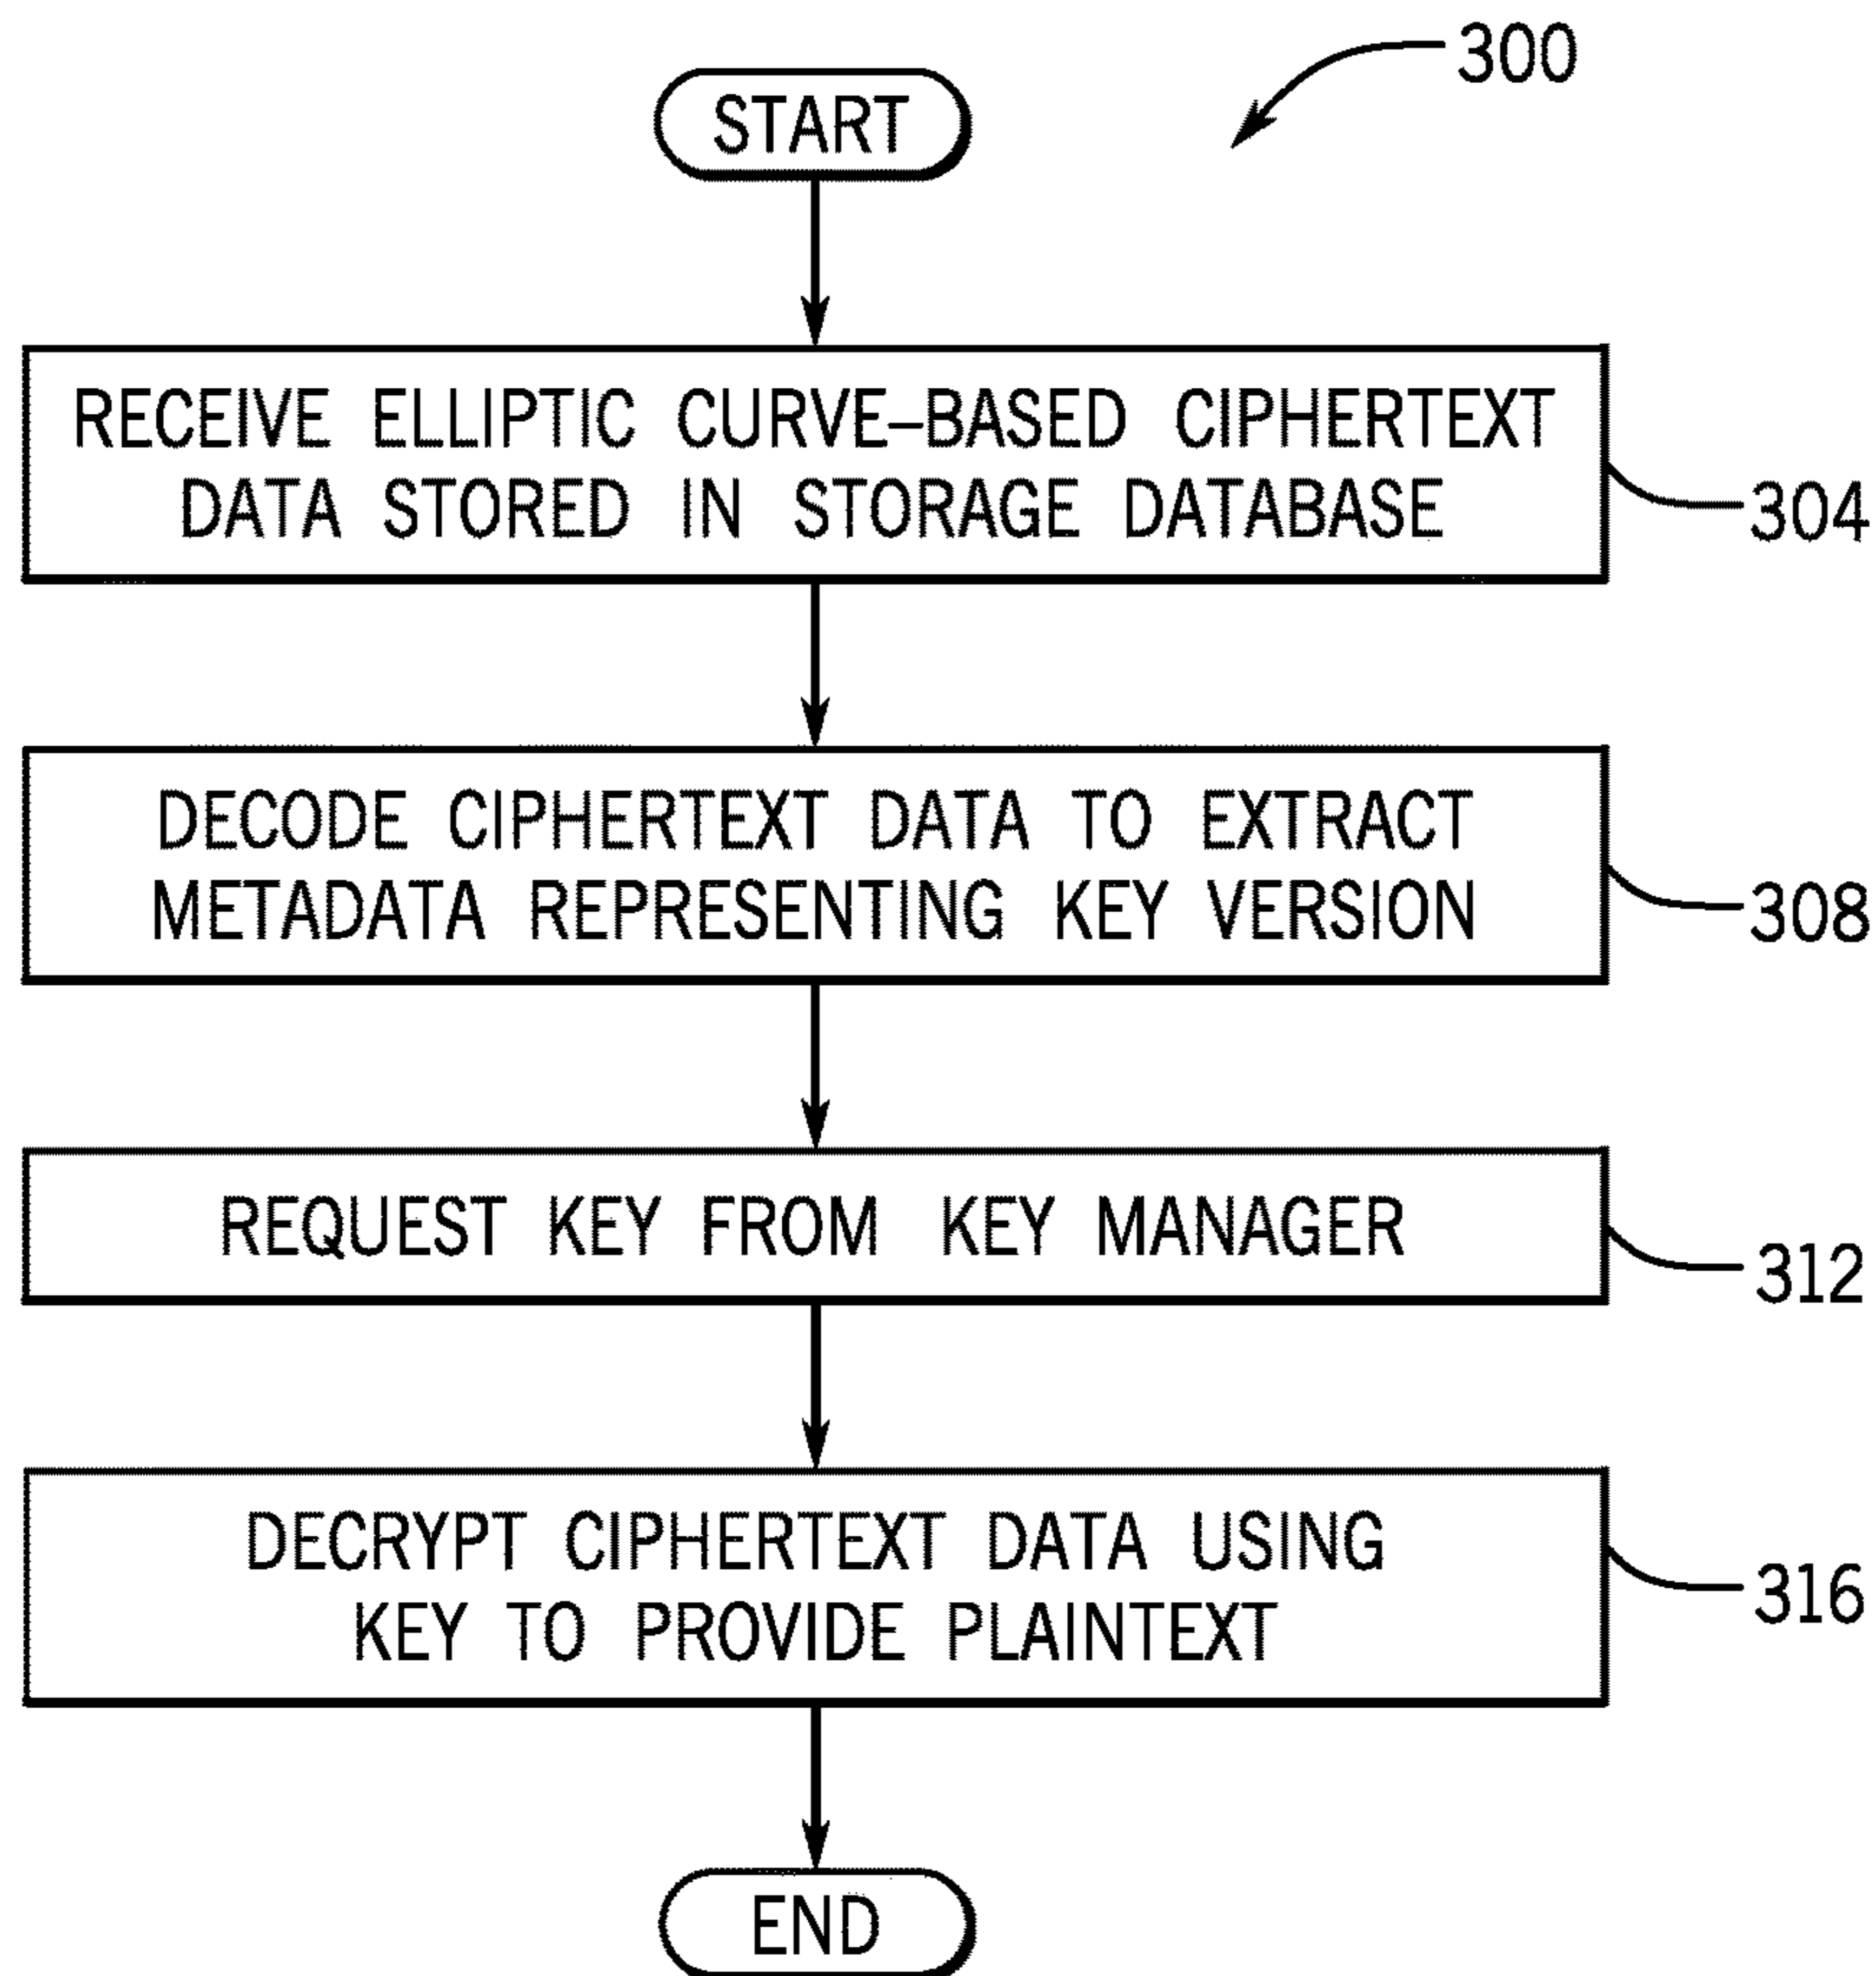 300
START
RECEIVE ELLIPTIC CURVE–BASED CIPHERTEXT
DATA STORED IN STORAGE DATABASE
304
DECODE CIPHERTEXT DATA TO EXTRACT
METADATA REPRESENTING KEY VERSION
308
REQUEST KEY FROM KEY MANAGER
312
DECRYPT CIPHERTEXT DATA USING
KEY TO PROVIDE PLAINTEXT
316
END